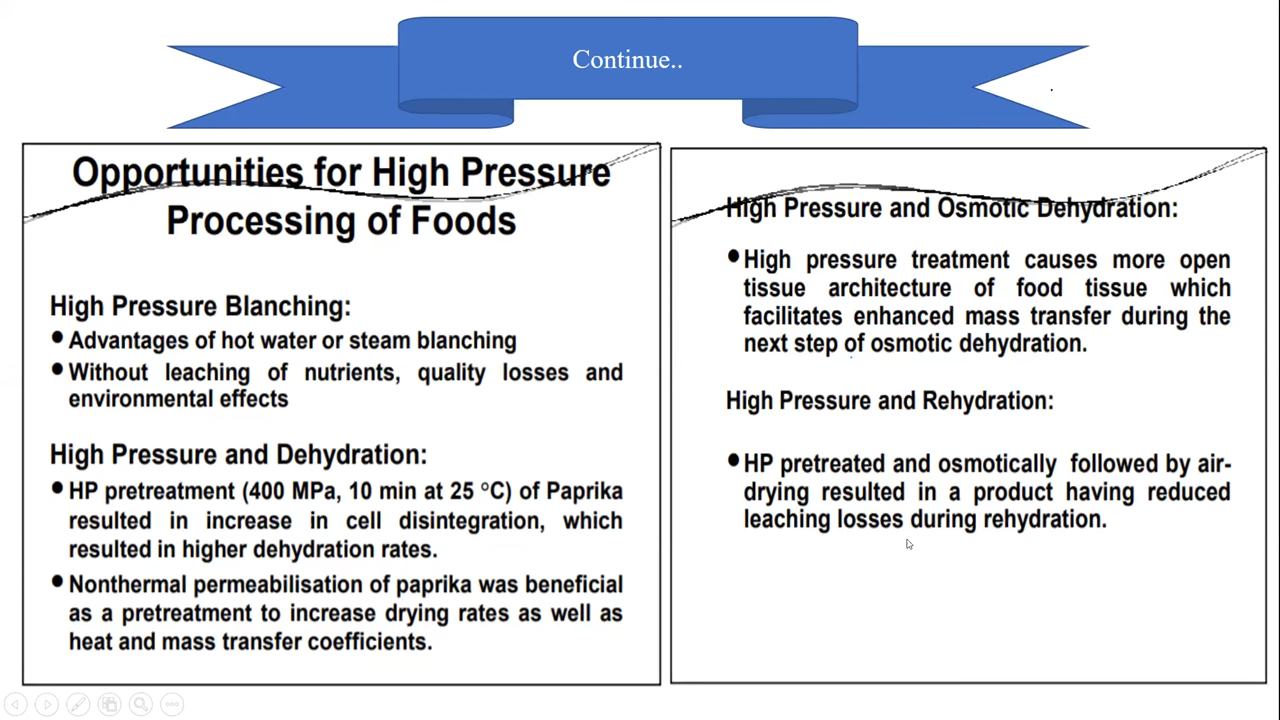 Continue..
Opportunities for High Pressure
Processing of Foods
High Pressure Blanching:
• Advantages of hot water or steam blanching
• Without leaching of nutrients, quality losses and
environmental effects
High Pressure and Dehydration:
• HP pretreatment (400 MPa, 10 min at 25 °C) of Paprika
resulted in increase in cell disintegration, which
resulted in higher dehydration rates.
• Nonthermal permeabilisation of paprika was beneficial
as a pretreatment to increase drying rates as well as
heat and mass transfer coefficients.
High Pressure and Osmotic Dehydration:
• High pressure treatment causes more open
tissue architecture of food tissue which
facilitates enhanced mass transfer during the
next step of osmotic dehydration.
High Pressure and Rehydration:
• HP pretreated and osmotically followed by air-
drying resulted in a product having reduced
leaching losses during rehydration.